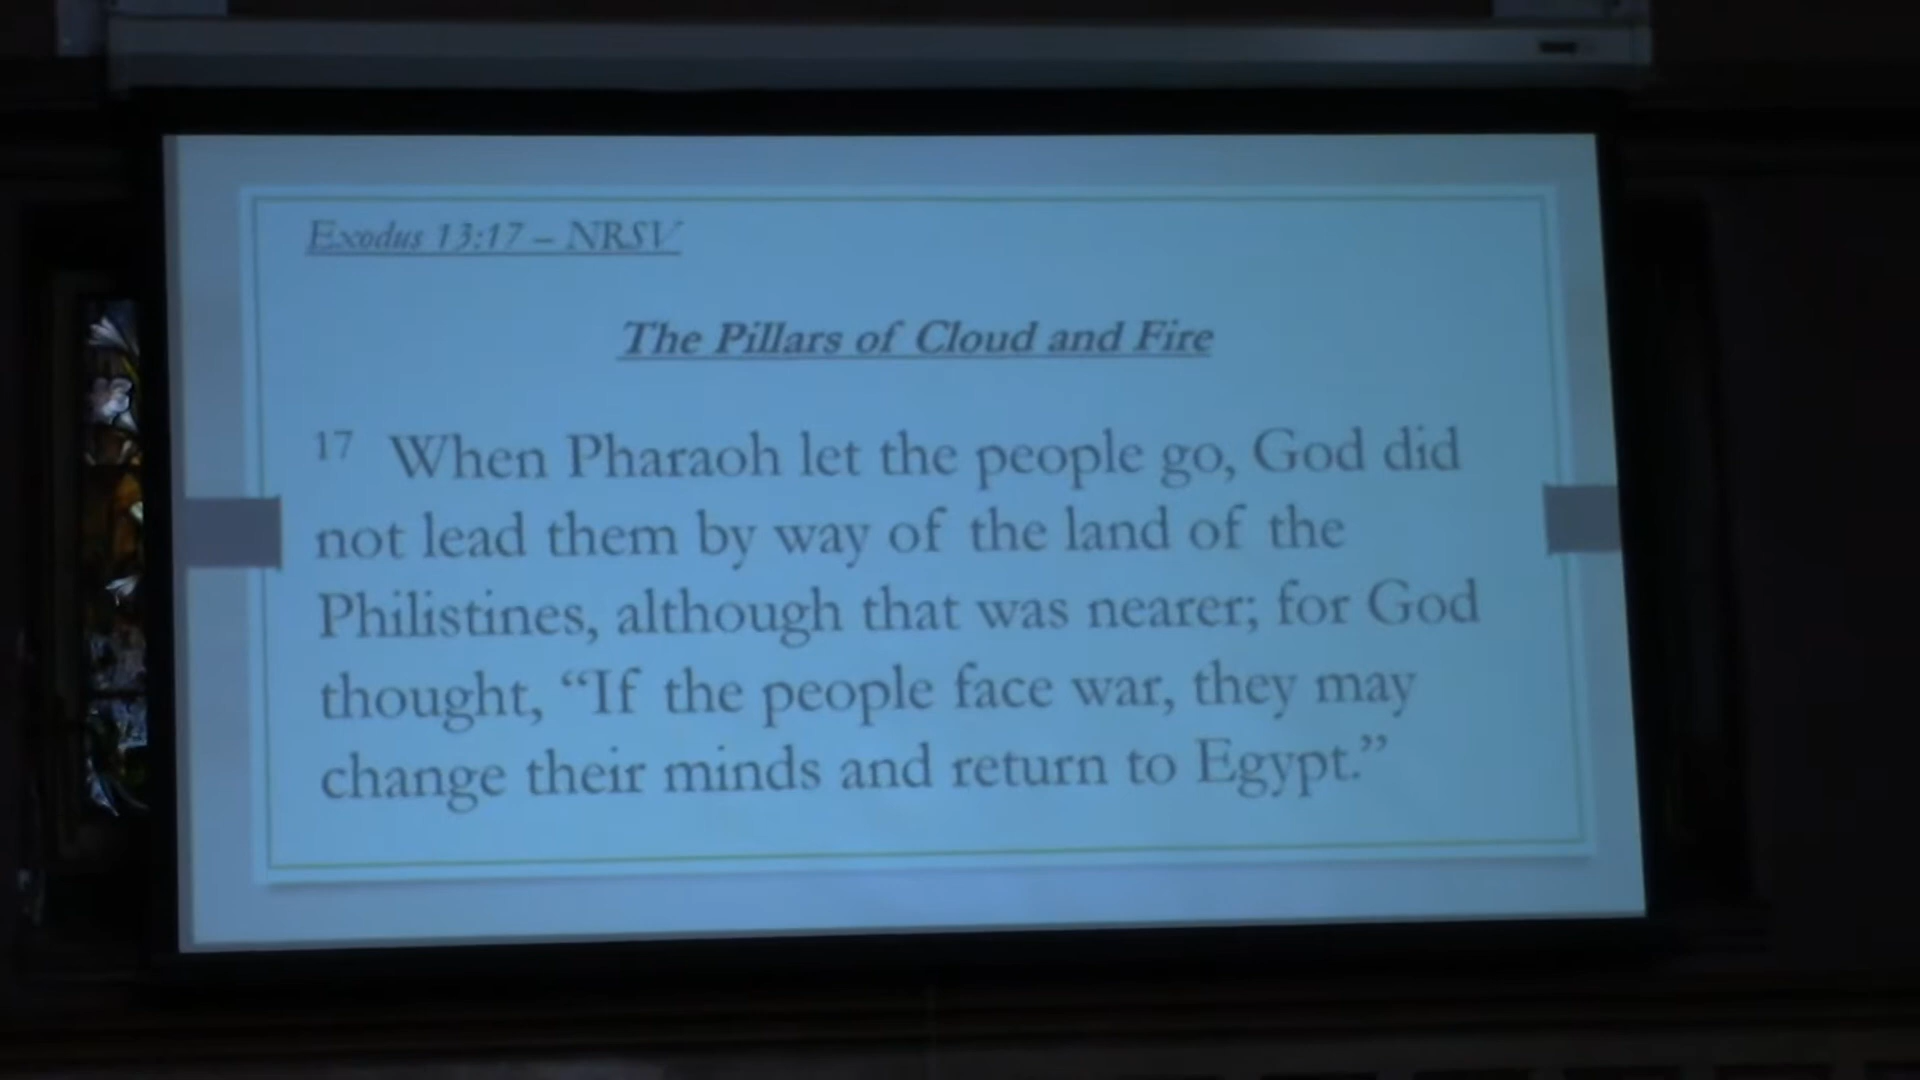 Exodus 13:17 – NRSV
The Pillars of Cloud and Fire
17 When Pharaoh let the people go, God did
not lead them by way of the land of the
Philistines, although that was nearer; for God
thought, “If the people face war, they may
change their minds and return to Egypt.”